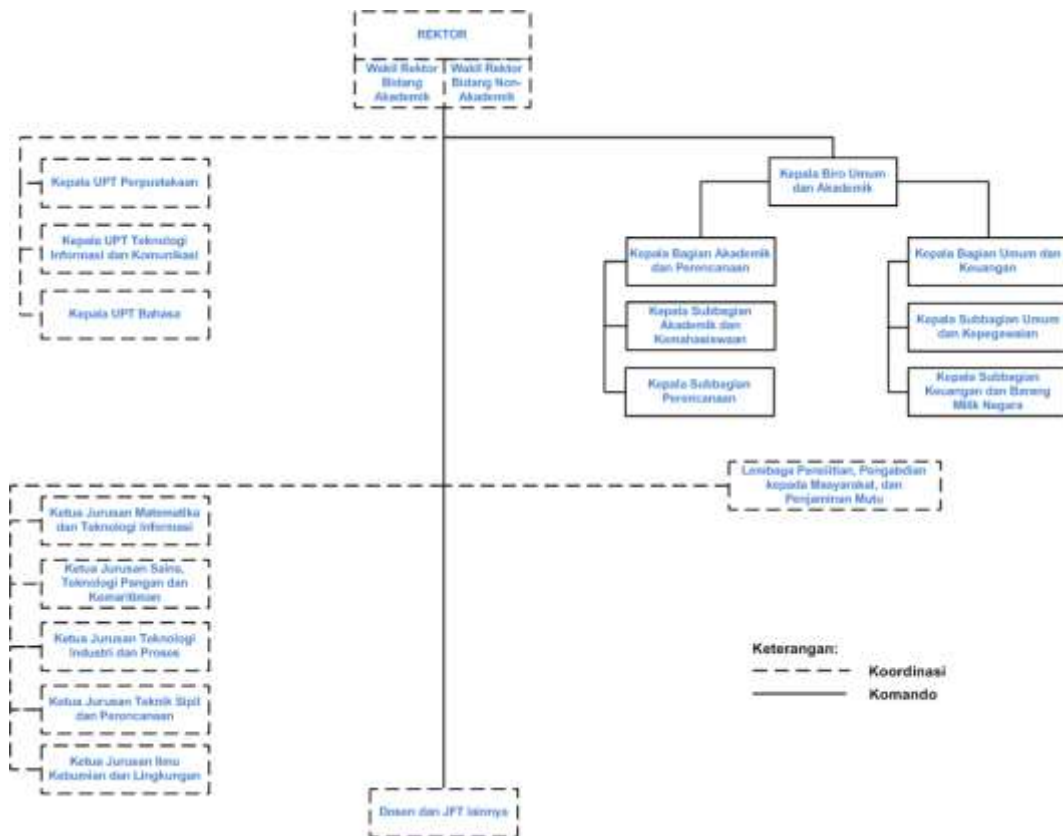 REKTOR
Wakil Rektor
Bidang
Akademik
Wakil Rektor
Bidang Non-
Akademik
Kepala UPT Perpustakaan
Kepala UPT Teknologi
Informasi dan Komunikasi
Kepala UPT Bahasa
Kepala Biro Umum
dan Akademik
Kepala Bagian Akademik
dan Perencanaan
Kepala Subbagian
Akademik dan
Kemahasiswaan
Kepala Subbagian
Perencanaan
Kepala Bagian Umum dan
Keuangan
Kepala Subbagian Umum
dan Kepegawaian
Kepala Subbagian
Keuangan dan Barang
Milik Negara
Lembaga Penelitian, Pengabdian
kepada Masyarakat, dan
Penjaminan Mutu
Ketua Jurusan Matematika
dan Teknologi Informasi
Ketua Jurusan Sains,
Teknologi Pangan dan
Kemaritiman
Ketua Jurusan Teknologi
Industri dan Proses
Ketua Jurusan Teknik Sipil
dan Perencanaan
Ketua Jurusan Ilmu
Kebumian dan Lingkungan
Keterangan:
Koordinasi
Komando
Dosen dan JFT lainnya